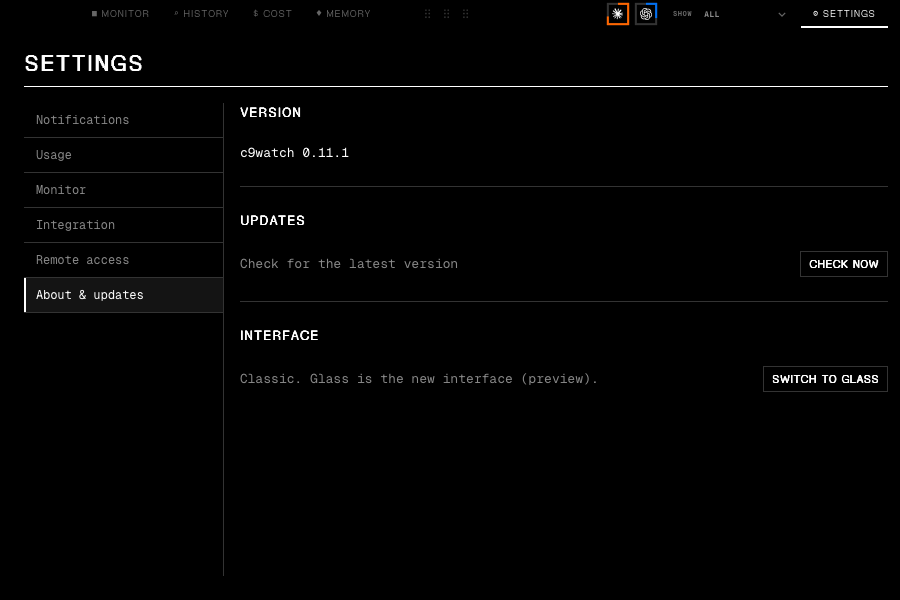 MONITOR
HISTORY
$ COST
MEMORY
SHOW ALL
SETTINGS
SETTINGS
Notifications
Usage
Monitor
Integration
Remote access
About & updates
VERSION
c9watch 0.11.1
UPDATES
Check for the latest version
CHECK NOW
INTERFACE
Classic. Glass is the new interface (preview).
SWITCH TO GLASS